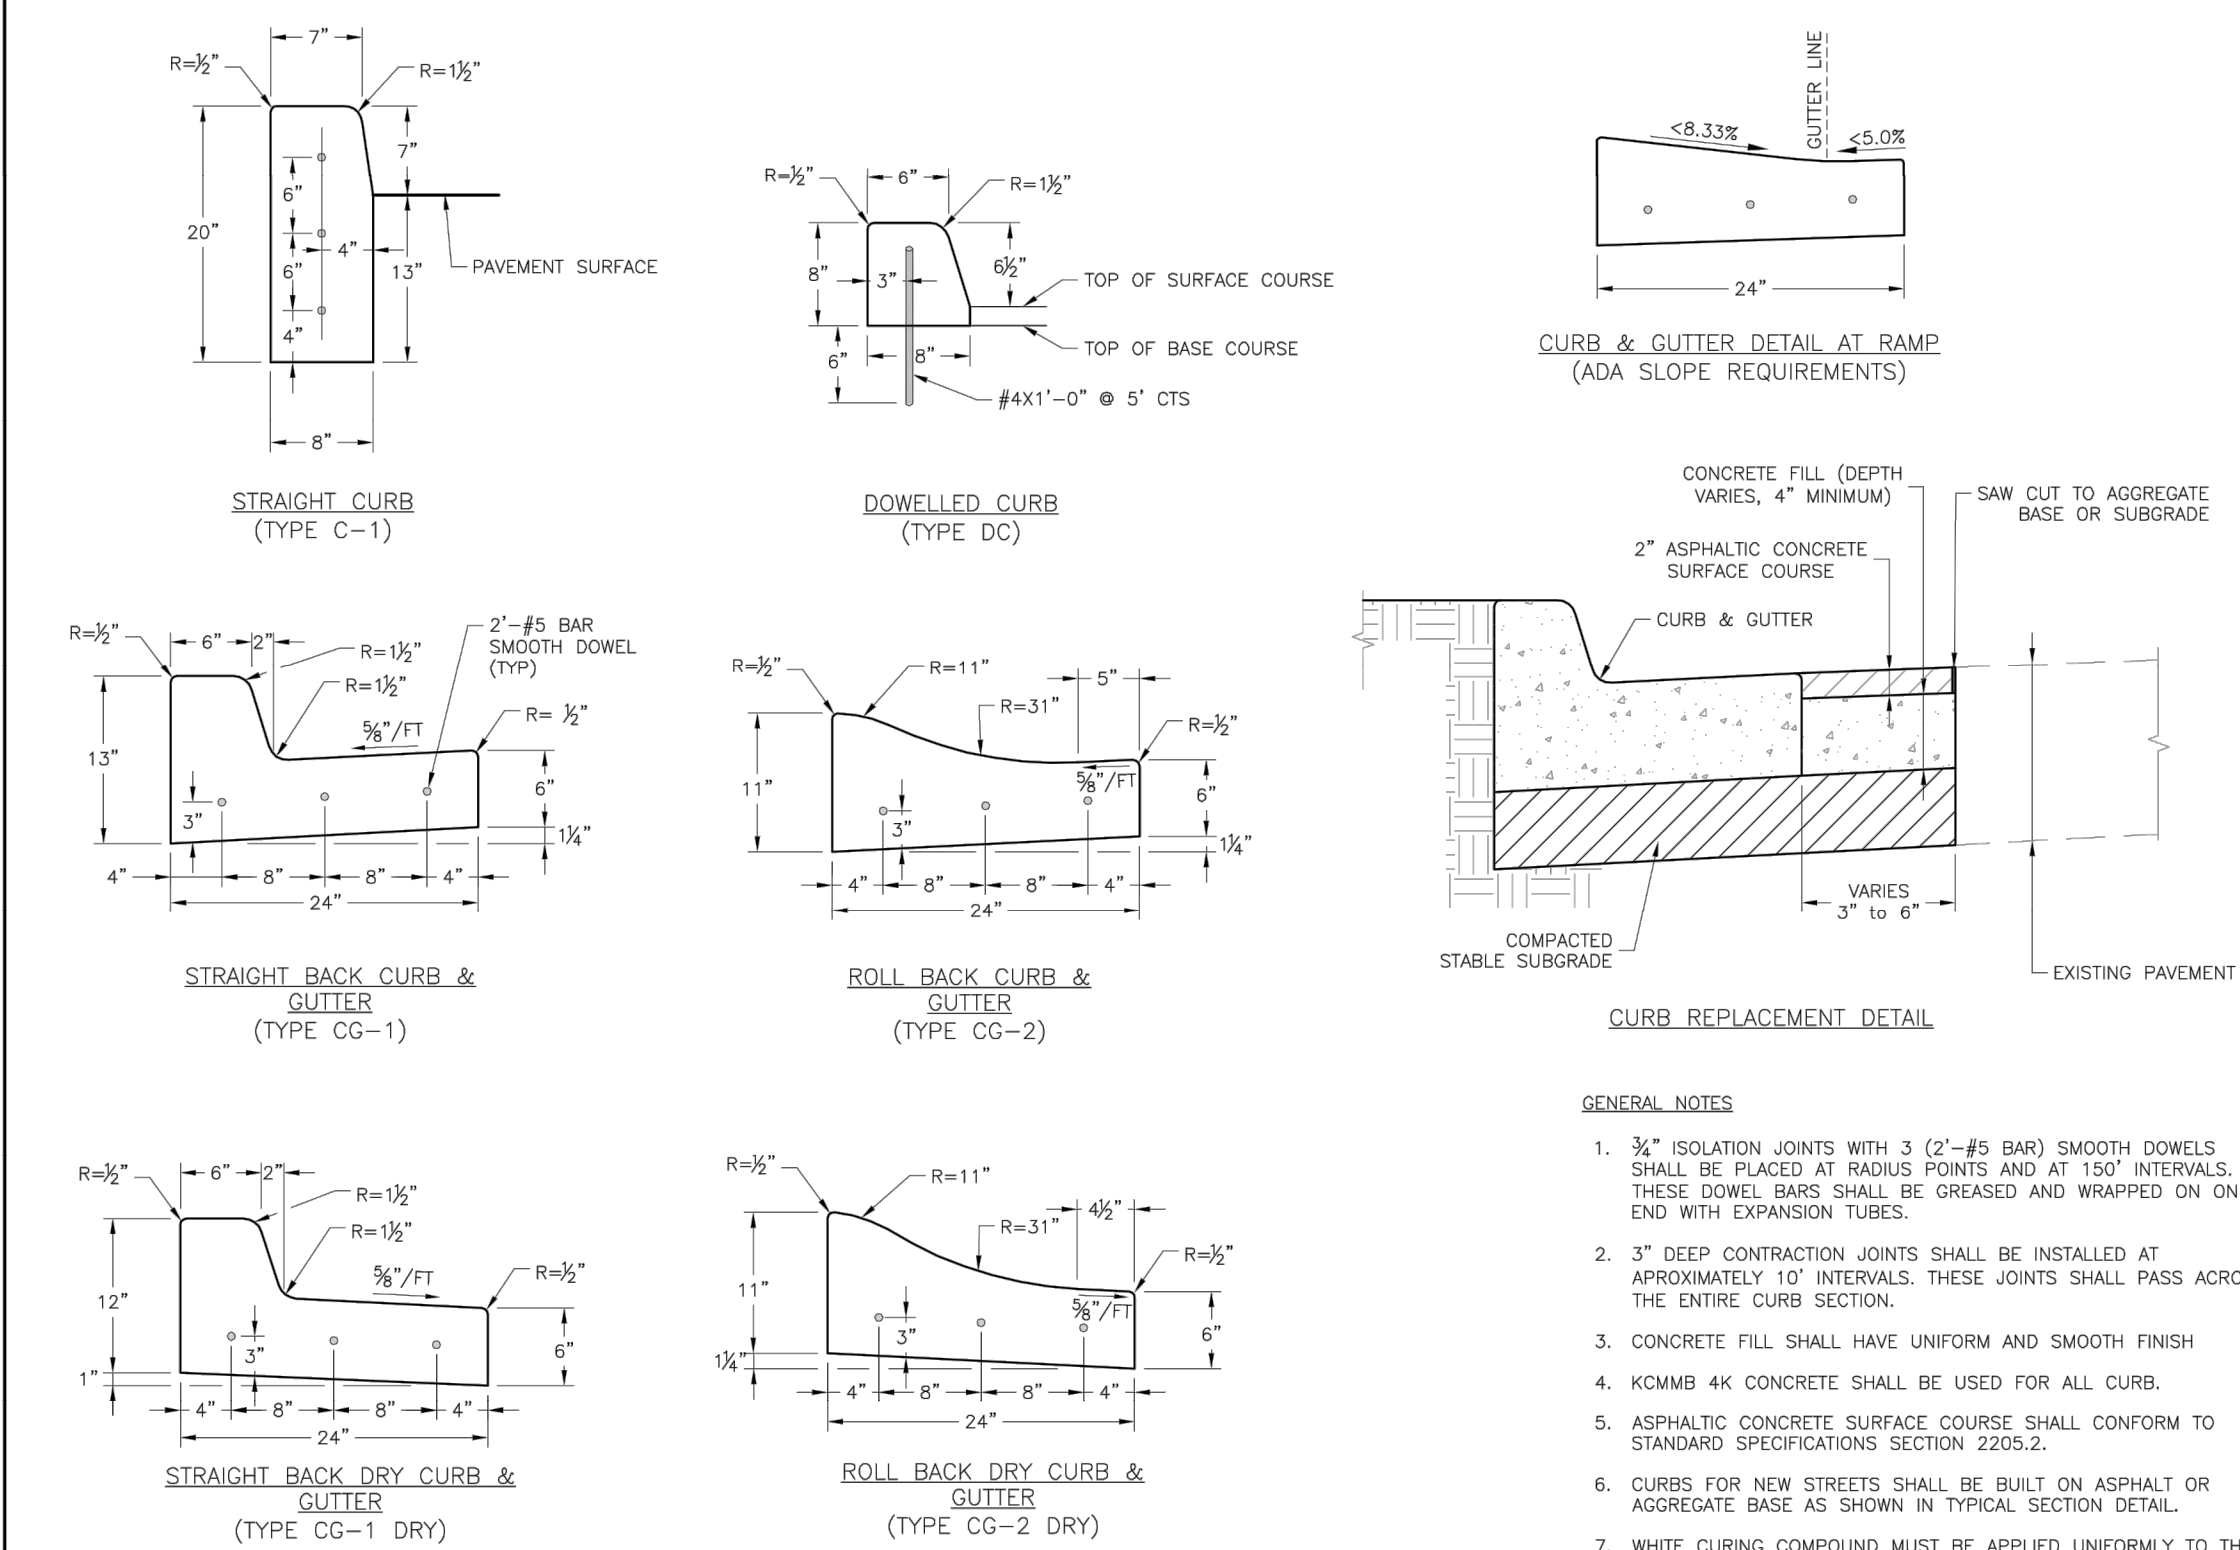 7”
R=½”
R=1½”
7”
6”
20”
4”
6”
13”
PAVEMENT SURFACE
4”
8”
STRAIGHT CURB
(TYPE C-1)
R=½”
6”
R=1½”
8”
3”
6½”
TOP OF SURFACE COURSE
6”
8”
TOP OF BASE COURSE
#4X1'-0” @ 5' CTS
DOWELLED CURB
(TYPE DC)
GUTTER LINE
<8.33%
<5.0%
24”
CURB & GUTTER DETAIL AT RAMP
(ADA SLOPE REQUIREMENTS)
R=½”
6”
2”
R=1½”
R=1½”
2'-#5 BAR
SMOOTH DOWEL
(TYP)
⅝”/FT
R= ½”
13”
3”
6”
1¼”
4”
8”
8”
4”
24”
STRAIGHT BACK CURB &
GUTTER
(TYPE CG-1)
R=½”
R=11”
5”
R=31”
R=½”
11”
⅝”/FT
3”
6”
1¼”
4”
8”
8”
4”
24”
ROLL BACK CURB &
GUTTER
(TYPE CG-2)
CONCRETE FILL (DEPTH
VARIES, 4” MINIMUM)
SAW CUT TO AGGREGATE
BASE OR SUBGRADE
2” ASPHALTIC CONCRETE
SURFACE COURSE
CURB & GUTTER
VARIES
3” to 6”
COMPACTED
STABLE SUBGRADE
EXISTING PAVEMENT
CURB REPLACEMENT DETAIL
R=½”
6”
2”
R=1½”
R=1½”
⅝”/FT
R=½”
12”
3”
6”
1”
4”
8”
8”
4”
24”
STRAIGHT BACK DRY CURB &
GUTTER
(TYPE CG-1 DRY)
R=½”
R=11”
4½”
R=31”
R=½”
11”
⅝”/FT
3”
6”
1¼”
4”
8”
8”
4”
24”
ROLL BACK DRY CURB &
GUTTER
(TYPE CG-2 DRY)
GENERAL NOTES
1. ¾” ISOLATION JOINTS WITH 3 (2'-#5 BAR) SMOOTH DOWELS
SHALL BE PLACED AT RADIUS POINTS AND AT 150' INTERVALS.
THESE DOWEL BARS SHALL BE GREASED AND WRAPPED ON ON
END WITH EXPANSION TUBES.
2. 3” DEEP CONTRACTION JOINTS SHALL BE INSTALLED AT
APROXIMATELY 10' INTERVALS. THESE JOINTS SHALL PASS ACRO
THE ENTIRE CURB SECTION.
3. CONCRETE FILL SHALL HAVE UNIFORM AND SMOOTH FINISH
4. KCMMB 4K CONCRETE SHALL BE USED FOR ALL CURB.
5. ASPHALTIC CONCRETE SURFACE COURSE SHALL CONFORM TO
STANDARD SPECIFICATIONS SECTION 2205.2.
6. CURBS FOR NEW STREETS SHALL BE BUILT ON ASPHALT OR
AGGREGATE BASE AS SHOWN IN TYPICAL SECTION DETAIL.
7. WHITE CURING COMPOUND MUST BE APPLIED UNIFORMLY TO TH